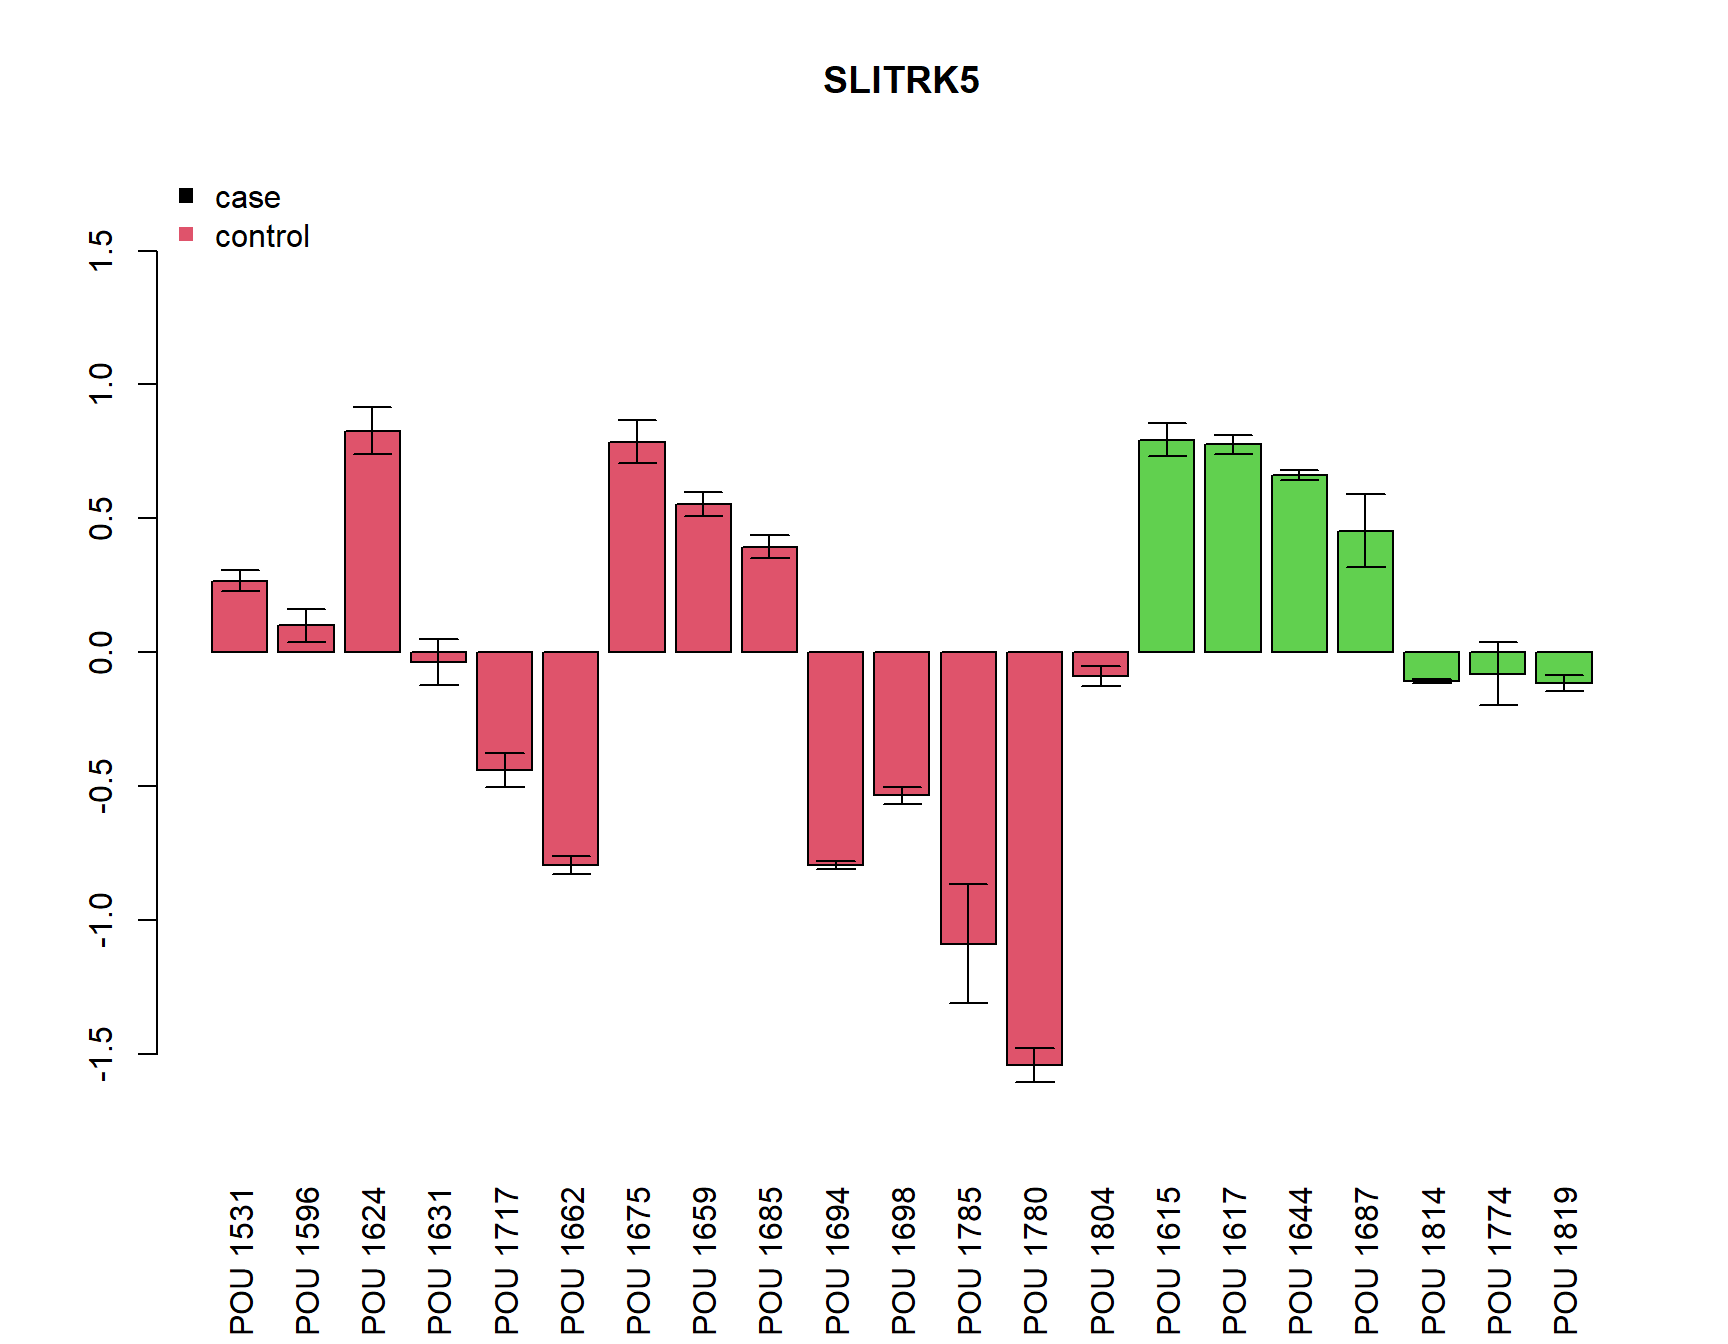 SLITRK5
case
control
1.5
1.0
0.5
0.0
-0.5
-1.0
-1.5
POU 1531
POU 1596
POU 1624
POU 1631
POU 1717
POU 1662
POU 1675
POU 1659
POU 1685
POU 1694
POU 1698
POU 1785
POU 1780
POU 1804
POU 1615
POU 1617
POU 1644
POU 1687
POU 1814
POU 1774
POU 1819